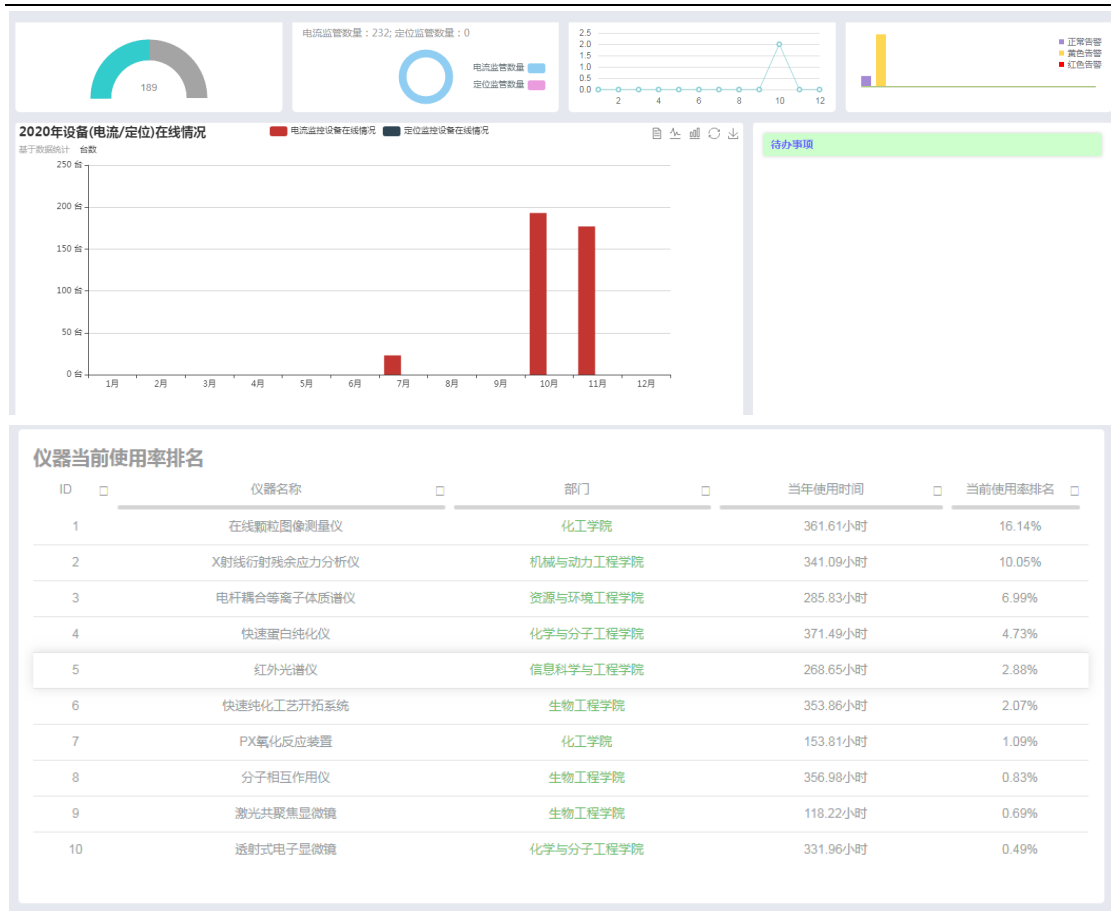 189
电流监管数量：232; 定位监管数量：0
电流监管数量
定位监管数量
2.5
2.0
1.5
1.0
0.5
0.0
2 4 6 8 10 12
正常告警
黄色告警
红色告警
2020年设备(电流/定位)在线情况
电流监控设备在线情况 定位监控设备在线情况
基于数据统计 台数
250 台
200 台
150 台
100 台
50 台
0 台
1月 2月 3月 4月 5月 6月 7月 8月 9月 10月 11月 12月
待办事项
仪器当前使用率排名
ID 仪器名称 部门 当年使用时间 当前使用率排名
1 在线颗粒图像测量仪 化工学院 361.61小时 16.14%
2 X射线衍射残余应力分析仪 机械与动力工程学院 341.09小时 10.05%
3 电杆耦合等离子体质谱仪 资源与环境工程学院 285.83小时 6.99%
4 快速蛋白纯化仪 化学与分子工程学院 371.49小时 4.73%
5 红外光谱仪 信息科学与工程学院 268.65小时 2.88%
6 快速纯化工艺开拓系统 生物工程学院 353.86小时 2.07%
7 PX氧化反应装置 化工学院 153.81小时 1.09%
8 分子相互作用仪 生物工程学院 356.98小时 0.83%
9 激光共聚焦显微镜 生物工程学院 118.22小时 0.69%
10 透射式电子显微镜 化学与分子工程学院 331.96小时 0.49%